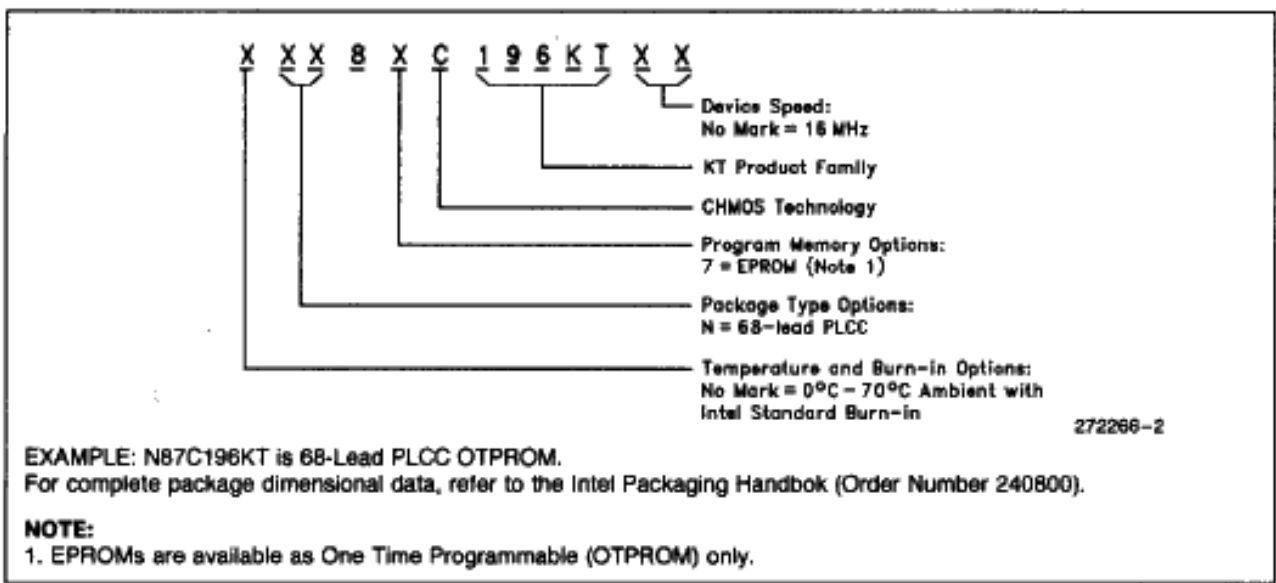 X XX 8 X C 196KT X X
Device Speed:
No Mark = 16 MHz
KT Product Family
CHMOS Technology
Program Memory Options:
7 = EPROM (Note 1)
Package Type Options:
N = 68-lead PLCC
Temperature and Burn-in Options:
No Mark = 0°C - 70°C Ambient with
Intel Standard Burn-in
272266-2
EXAMPLE: N87C196KT is 68-Lead PLCC OTPROM.
For complete package dimensional data, refer to the Intel Packaging Handbok (Order Number 240800).
NOTE:
1. EPROMs are available as One Time Programmable (OTPROM) only.